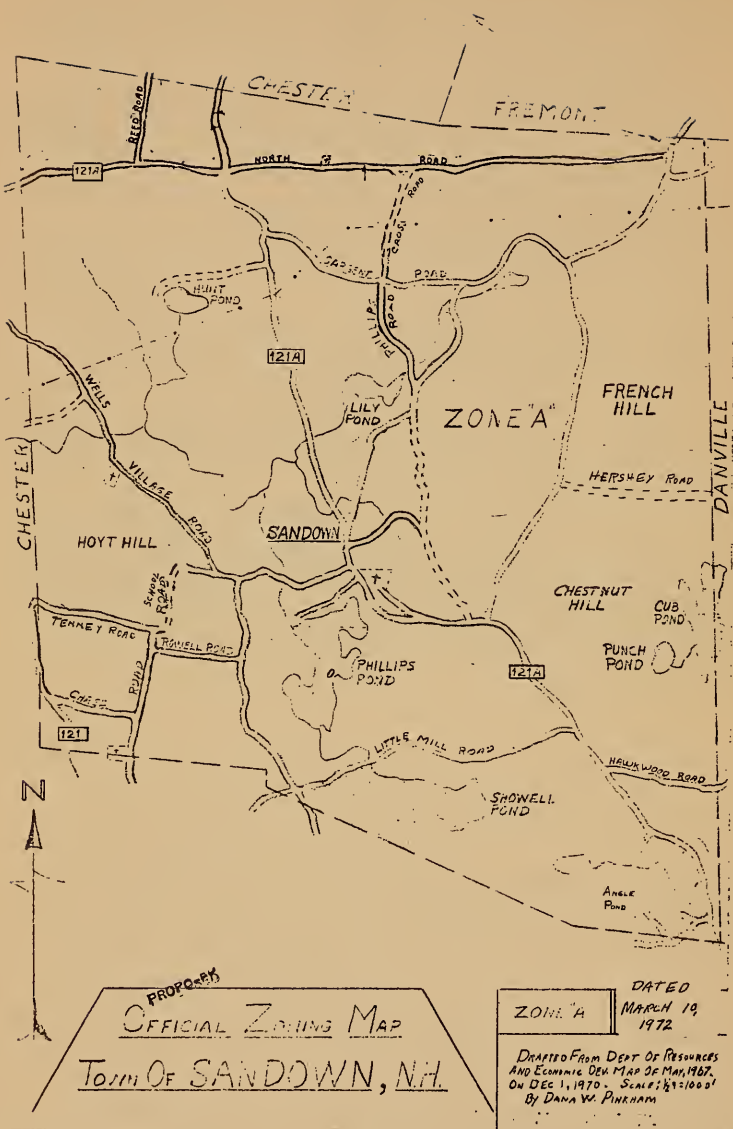 CHESTER
FREMONT
REED ROAD
121A
NORTH ROAD
CROSS ROAD
SARGENT ROAD
HUNT
POND
PHILLIPS
ROAD
121A
WELLS
VILLAGE
ROAD
LILY
POND
ZONE "A"
FRENCH
HILL
DANVILLE
CHESTER
HERSHEY ROAD
SANDOWN
HOYT HILL
SCHOOL
ROAD
CHESTNUT
HILL
CUB
POND
TENNEY ROAD
ROWELL POND
PUNCH
POND
PHILLIPS
POND
121A
CHASE
ROAD
121
LITTLE MILL ROAD
HAWKWOOD ROAD
N
SHOWELL
POND
ANGLE
POND
OFFICIAL ZONING MAP
TOWN OF SANDOWN, N.H.
ZONE "A
DATED
MARCH 10,
1972
DRAFTED FROM DEPT OF RESOURCES
AND ECONOMIC DEV. MAP OF MAY, 1967.
ON DEC 1, 1970. SCALE; ½"=1000'
BY DANA W. PINKHAM